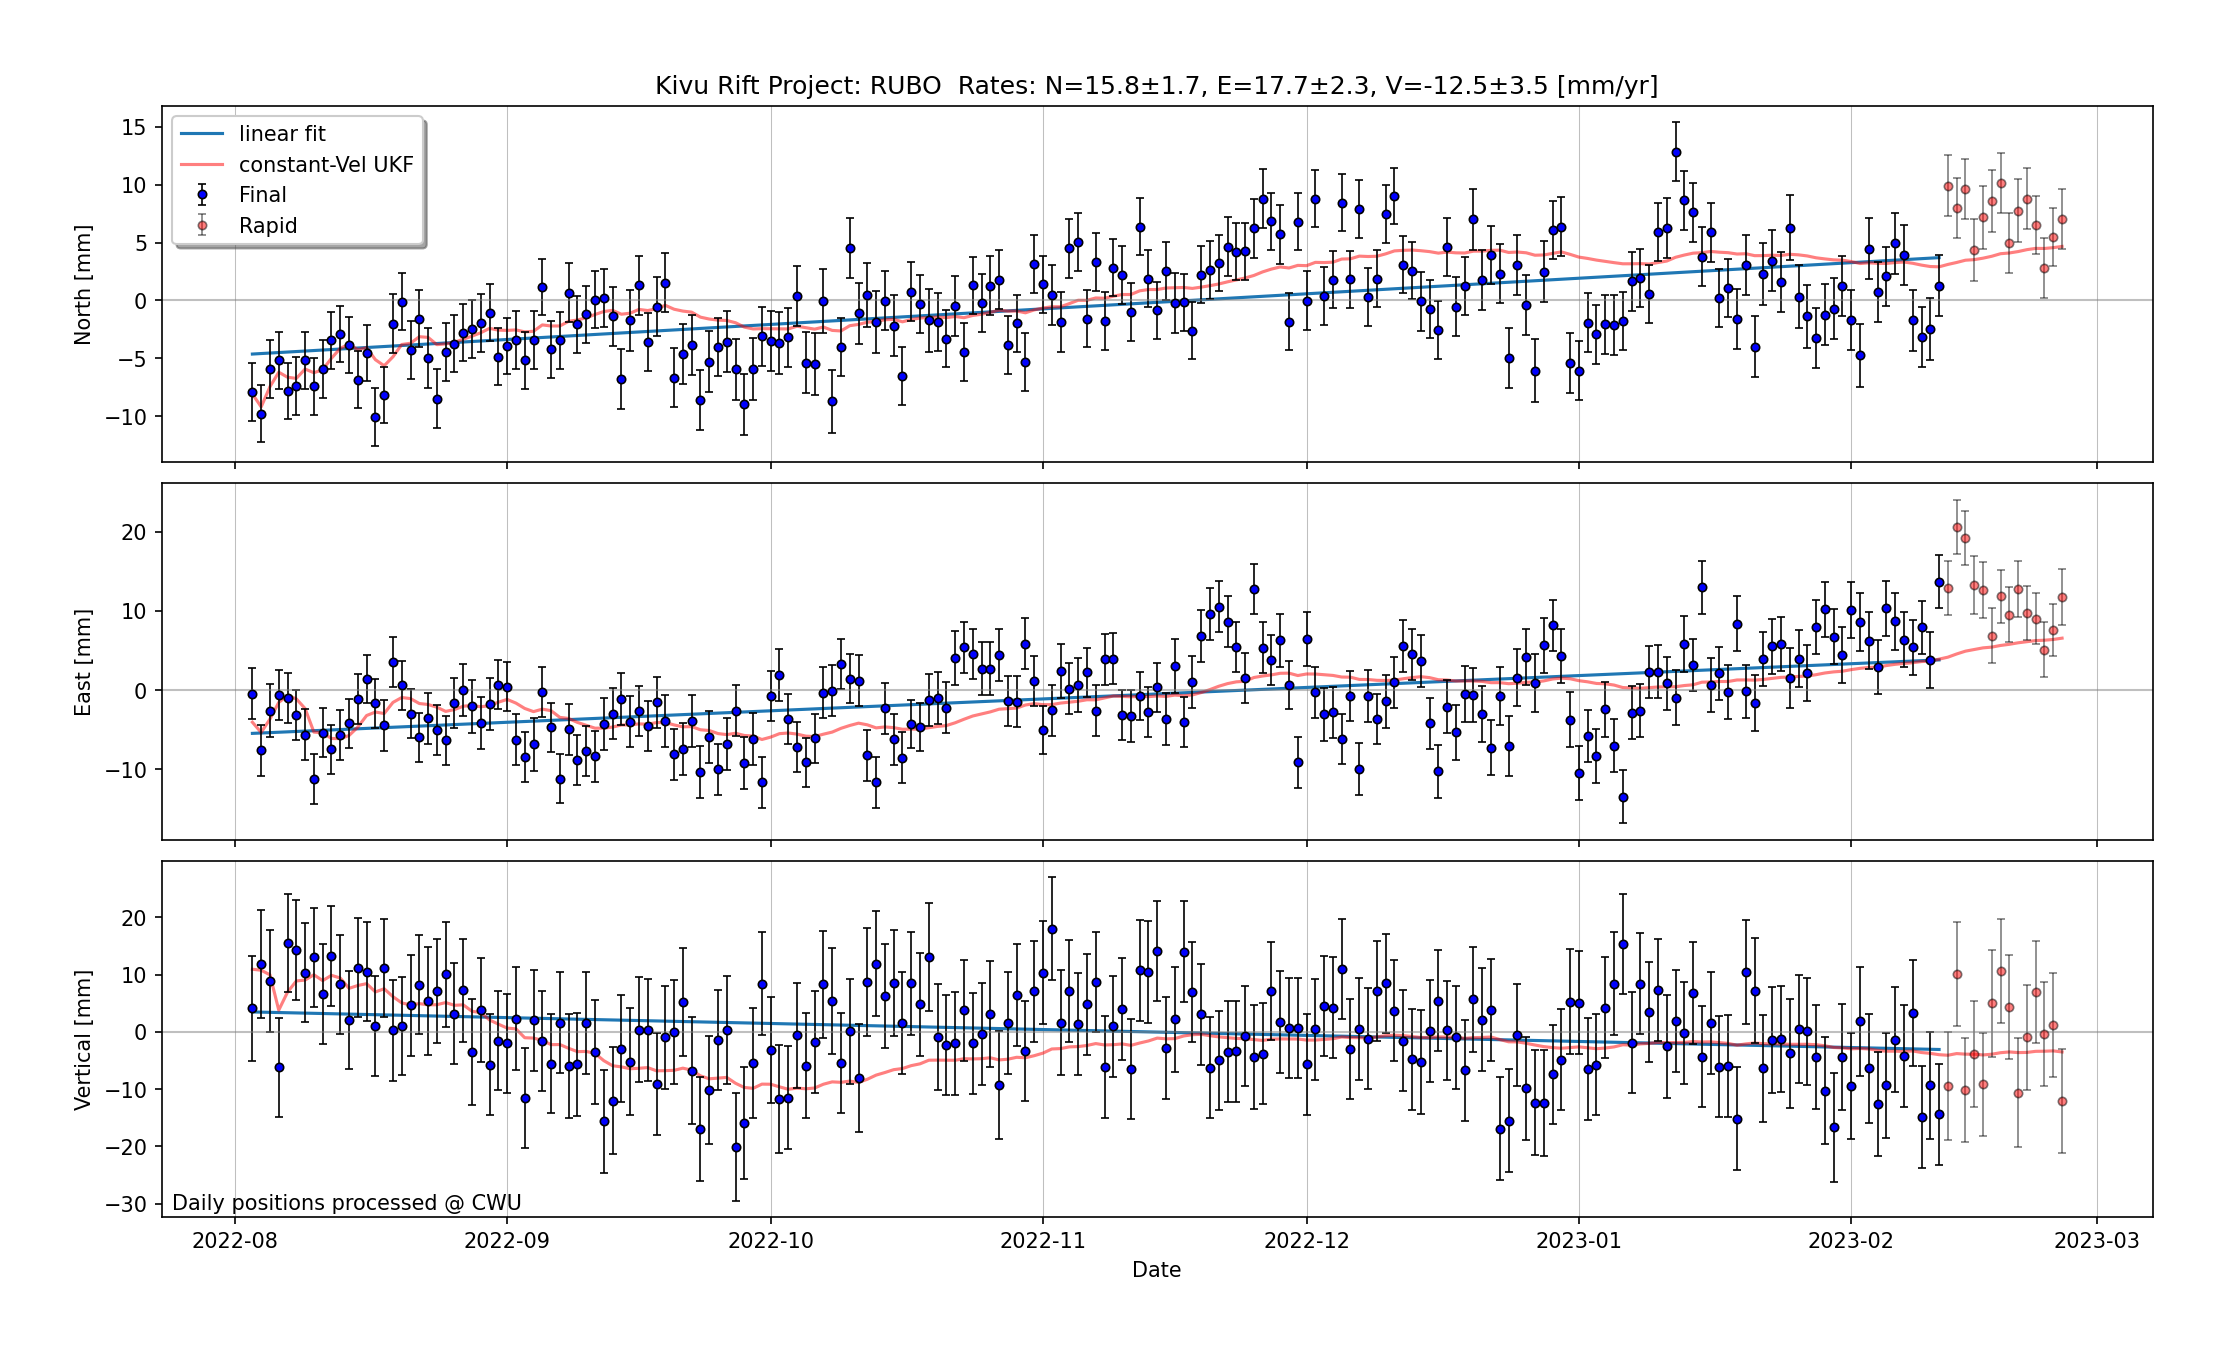 Kivu Rift Project: RUBO  Rates: N=15.8±1.7, E=17.7±2.3, V=-12.5±3.5 [mm/yr]
linear fit
constant-Vel UKF
Final
Rapid
North [mm]
15
10
5
0
−5
−10
East [mm]
20
10
0
−10
Vertical [mm]
20
10
0
−10
−20
−30
Daily positions processed @ CWU
2022-08 2022-09 2022-10 2022-11 2022-12 2023-01 2023-02 2023-03
Date